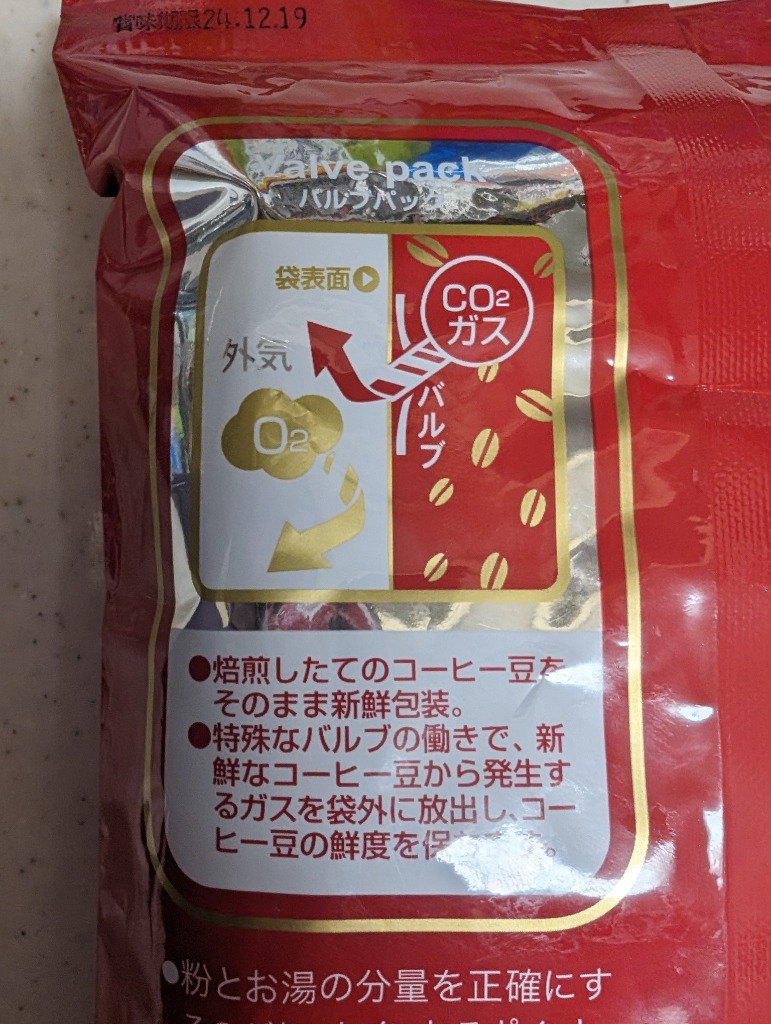 賞味期限24.12.19
Valve pack
バルブパック
袋表面
CO2
ガス
外気
O2
バルブ
●焙煎したてのコーヒー豆を
そのまま新鮮包装。
●特殊なバルブの働きで、新
鮮なコーヒー豆から発生す
るガスを袋外に放出し、コー
ヒー豆の鮮度を保
す。
●粉とお湯の分量を正確にす